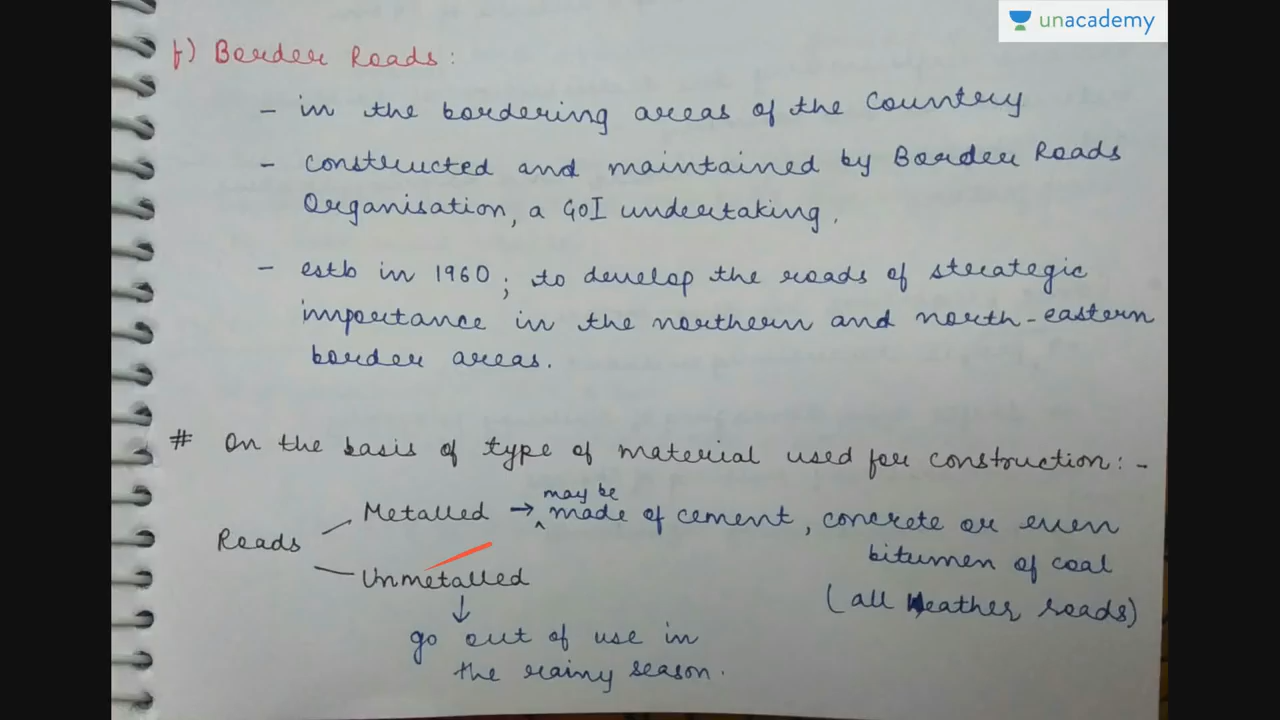 unacademy
f) Border Roads:
- in the bordering areas of the country
- constructed and maintained by Border Roads
Organisation, a GOI undertaking.
- estb in 1960; to develop the roads of strategic
importance in the northern and north-eastern
border areas.
# On the basis of type of material used for construction:-
Roads
Metalled → may be made of cement, concrete or even
bitumen of coal
(all weather roads)
Unmetalled
↓
go out of use in
the rainy season.